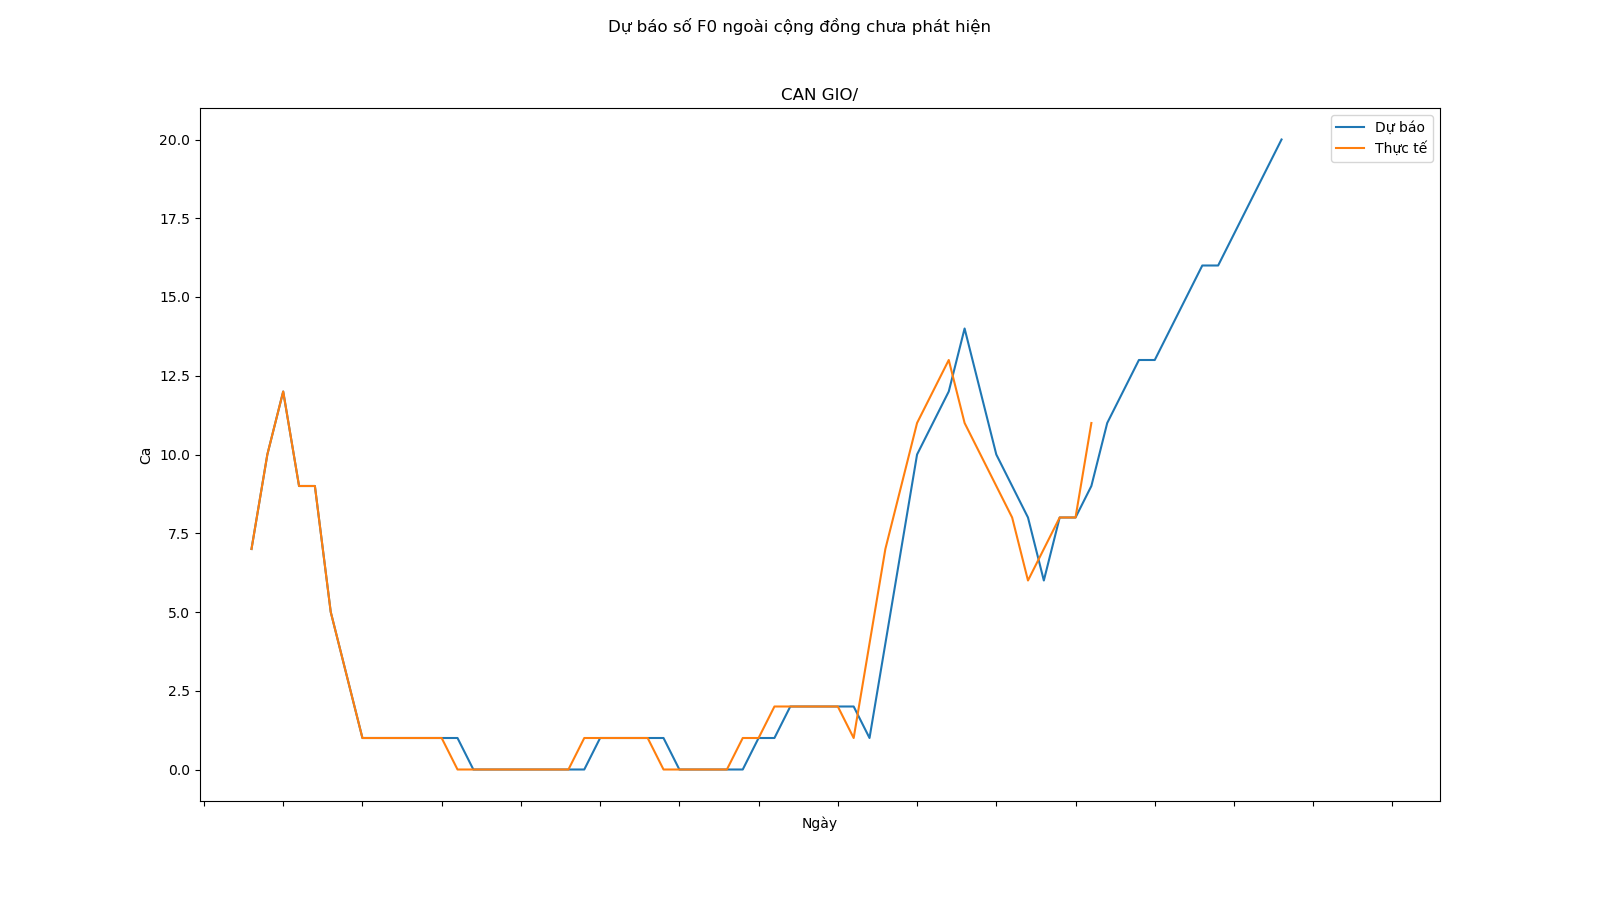 Dự báo số F0 ngoài cộng đồng chưa phát hiện
CAN GIO/
Dự báo
Thực tế
20.0
17.5
15.0
12.5
10.0
7.5
5.0
2.5
0.0
Ca
Ngày